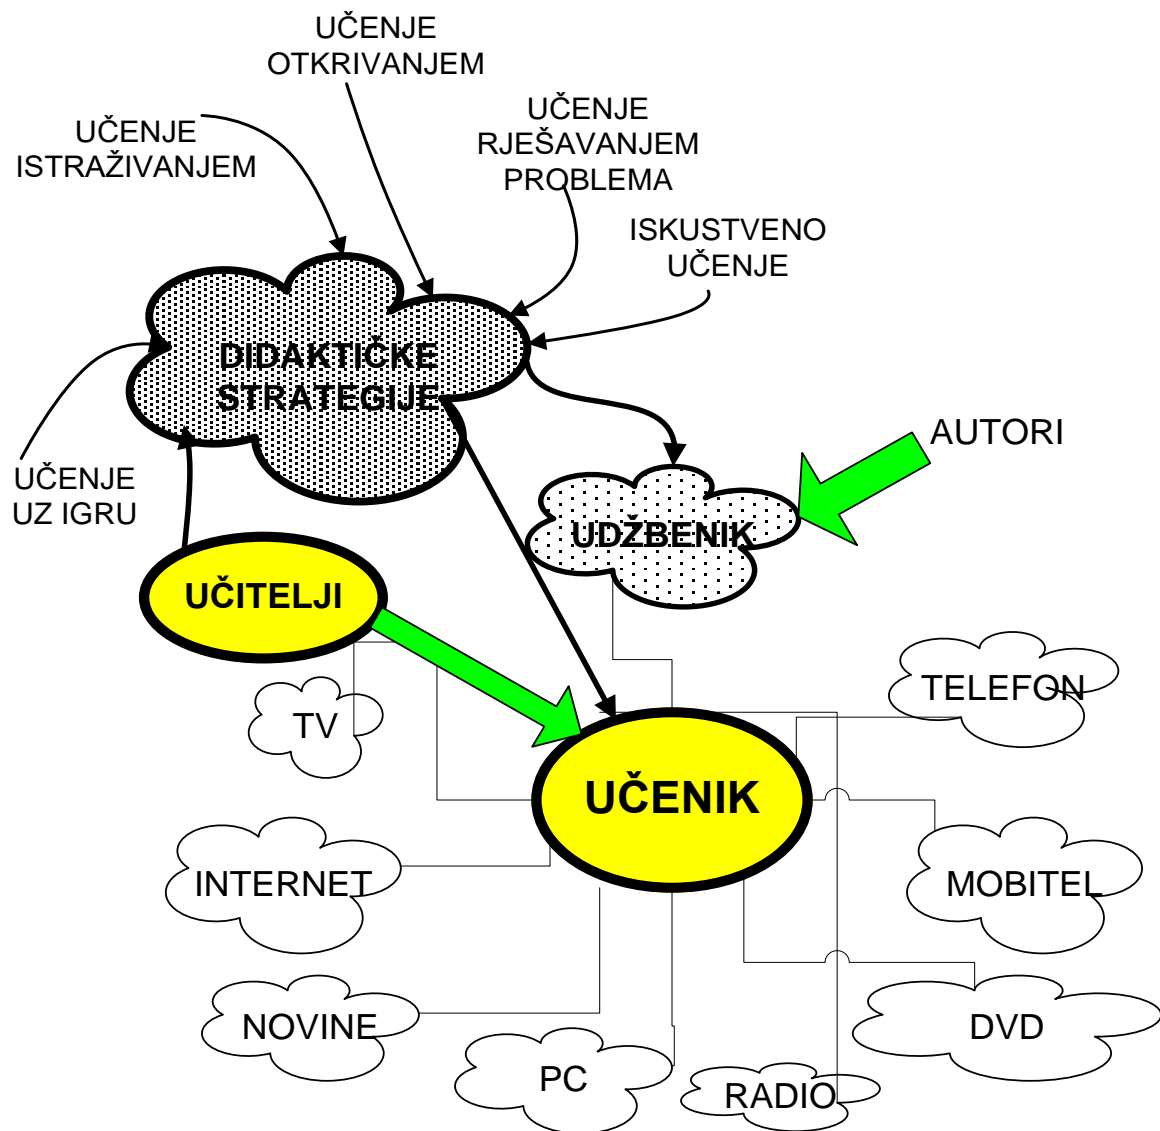 UČENJE
OTKRIVANJEM
UČENJE
ISTRAŽIVANJEM
UČENJE
RJEŠAVANJEM
PROBLEMA
ISKUSTVENO
UČENJE
DIDAKTIČKE
STRATEGIJE
AUTORI
UČENJE
UZ IGRU
UDŽBENIK
UČITELJI
TELEFON
TV
UČENIK
INTERNET
MOBITEL
NOVINE
DVD
PC
RADIO